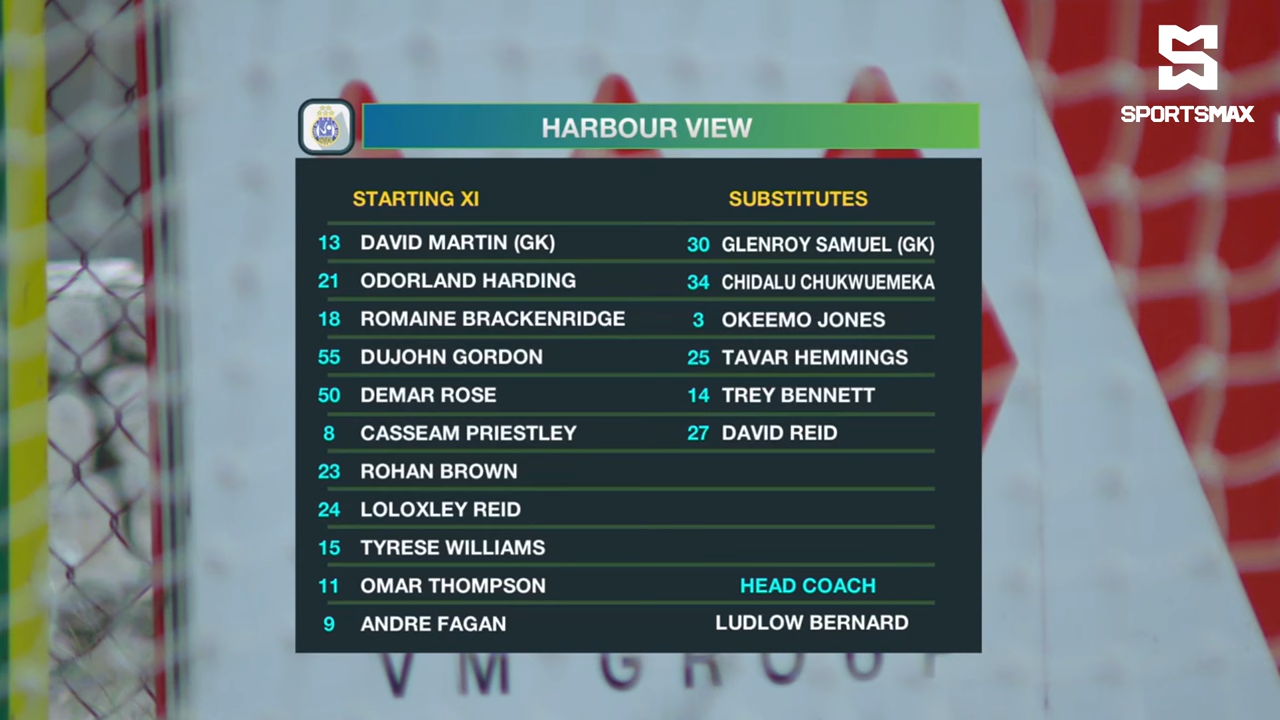 SPORTSMAX
HARBOUR VIEW
STARTING XI
13 DAVID MARTIN (GK)
21 ODORLAND HARDING
18 ROMAINE BRACKENRIDGE
55 DUJOHN GORDON
50 DEMAR ROSE
8 CASSEAM PRIESTLEY
23 ROHAN BROWN
24 LOLOXLEY REID
15 TYRESE WILLIAMS
11 OMAR THOMPSON
9 ANDRE FAGAN
SUBSTITUTES
30 GLENROY SAMUEL (GK)
34 CHIDALU CHUKWUEMEKA
3 OKEEMO JONES
25 TAVAR HEMMINGS
14 TREY BENNETT
27 DAVID REID
HEAD COACH
LUDLOW BERNARD
VM GROUP